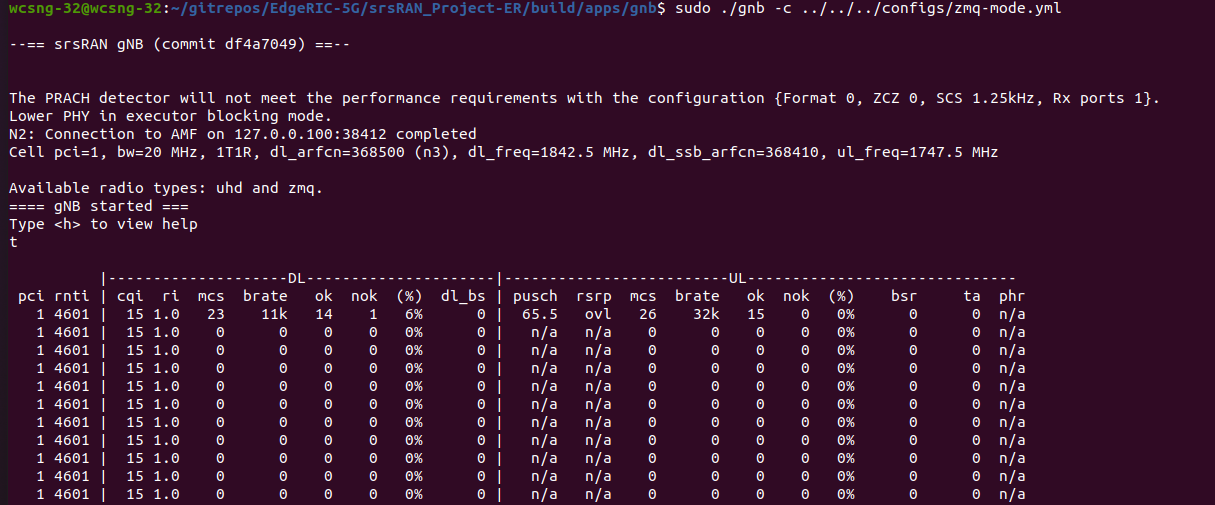 wcsng-32@wcsng-32:~/gitrepos/EdgeRIC-5G/srsRAN_Project-ER/build/apps/gnb$ sudo ./gnb -c ../../../configs/zmq-mode.yml
--== srsRAN gNB (commit df4a7049) ==--
The PRACH detector will not meet the performance requirements with the configuration {Format 0, ZCZ 0, SCS 1.25kHz, Rx ports 1}.
Lower PHY in executor blocking mode.
N2: Connection to AMF on 127.0.0.100:38412 completed
Cell pci=1, bw=20 MHz, 1T1R, dl_arfcn=368500 (n3), dl_freq=1842.5 MHz, dl_ssb_arfcn=368410, ul_freq=1747.5 MHz
Available radio types: uhd and zmq.
==== gNB started ===
Type <h> to view help
t
|--------------------DL---------------------|-------------------------UL------------------------------
pci rnti | cqi ri mcs brate ok nok (%) dl_bs | pusch rsrp mcs brate ok nok (%) bsr ta phr
1 4601 | 15 1.0 23 11k 14 1 6% 0 | 65.5 ovl 26 32k 15 0 0% 0 0 n/a
1 4601 | 15 1.0 0 0 0 0 0% 0 | n/a n/a 0 0 0 0 0% 0 0 n/a
1 4601 | 15 1.0 0 0 0 0 0% 0 | n/a n/a 0 0 0 0 0% 0 0 n/a
1 4601 | 15 1.0 0 0 0 0 0% 0 | n/a n/a 0 0 0 0 0% 0 0 n/a
1 4601 | 15 1.0 0 0 0 0 0% 0 | n/a n/a 0 0 0 0 0% 0 0 n/a
1 4601 | 15 1.0 0 0 0 0 0% 0 | n/a n/a 0 0 0 0 0% 0 0 n/a
1 4601 | 15 1.0 0 0 0 0 0% 0 | n/a n/a 0 0 0 0 0% 0 0 n/a
1 4601 | 15 1.0 0 0 0 0 0% 0 | n/a n/a 0 0 0 0 0% 0 0 n/a
1 4601 | 15 1.0 0 0 0 0 0% 0 | n/a n/a 0 0 0 0 0% 0 0 n/a
1 4601 | 15 1.0 0 0 0 0 0% 0 | n/a n/a 0 0 0 0 0% 0 0 n/a
1 4601 | 15 1.0 0 0 0 0 0% 0 | n/a n/a 0 0 0 0 0% 0 0 n/a